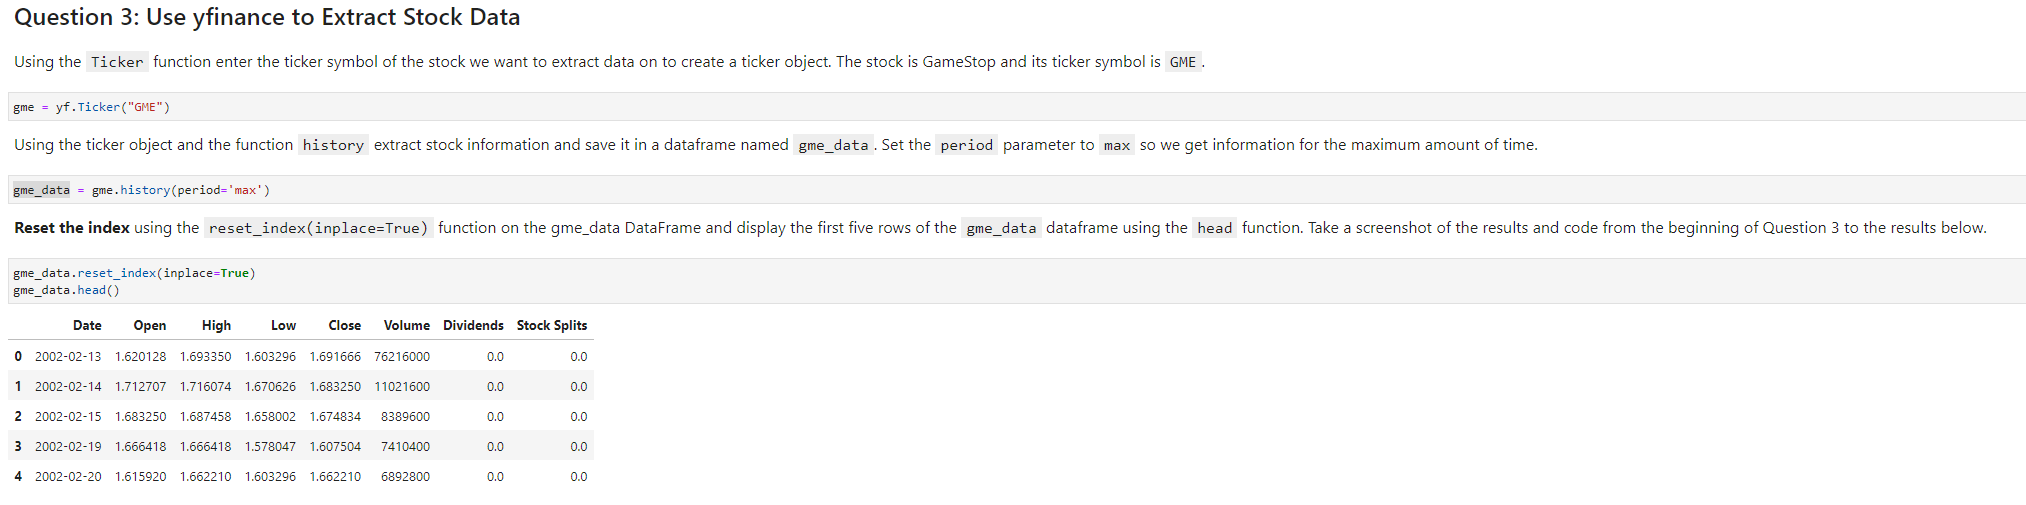 Question 3: Use yfinance to Extract Stock Data
Using the Ticker function enter the ticker symbol of the stock we want to extract data on to create a ticker object. The stock is GameStop and its ticker symbol is GME .
gme = yf.Ticker("GME")
Using the ticker object and the function history extract stock information and save it in a dataframe named gme_data . Set the period parameter to max so we get information for the maximum amount of time.
gme_data = gme.history(period='max')
Reset the index using the reset_index(inplace=True) function on the gme_data DataFrame and display the first five rows of the gme_data dataframe using the head function. Take a screenshot of the results and code from the beginning of Question 3 to the results below.
gme_data.reset_index(inplace=True)
gme_data.head()
Date Open High Low Close Volume Dividends Stock Splits
0 2002-02-13 1.620128 1.693350 1.603296 1.691666 76216000 0.0 0.0
1 2002-02-14 1.712707 1.716074 1.670626 1.683250 11021600 0.0 0.0
2 2002-02-15 1.683250 1.687458 1.658002 1.674834 8389600 0.0 0.0
3 2002-02-19 1.666418 1.666418 1.578047 1.607504 7410400 0.0 0.0
4 2002-02-20 1.615920 1.662210 1.603296 1.662210 6892800 0.0 0.0